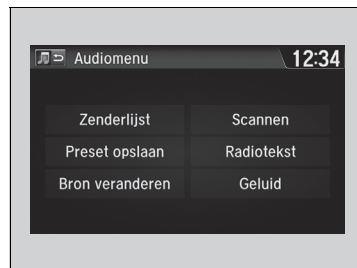 Audiomenu 12:34
Zenderlijst Scannen
Preset opslaan Radiotekst
Bron veranderen Geluid